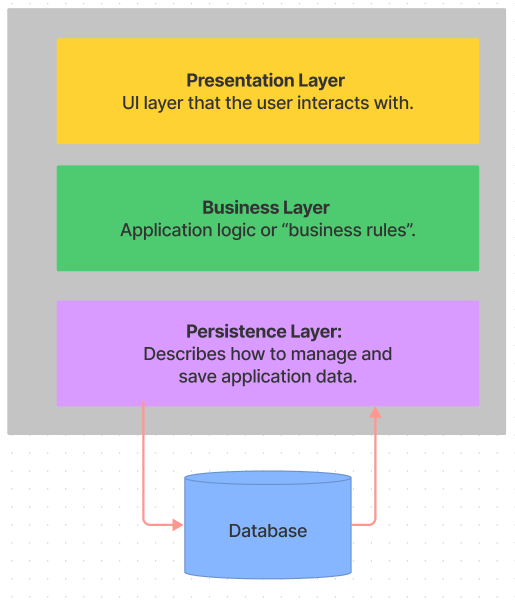 Presentation Layer
UI layer that the user interacts with.
Business Layer
Application logic or “business rules”.
Persistence Layer:
Describes how to manage and
save application data.
Database